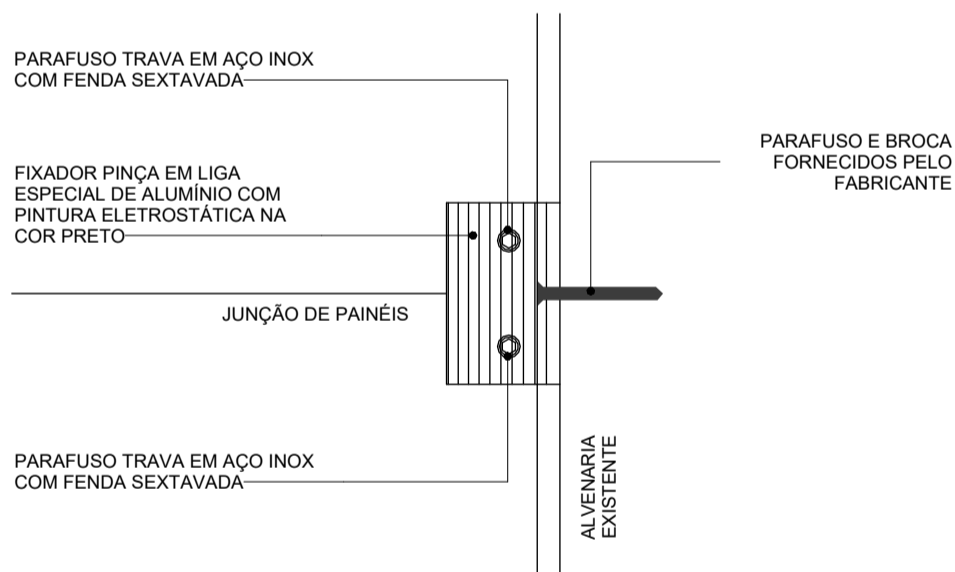 PARAFUSO TRAVA EM AÇO INOX
COM FENDA SEXTAVADA
PARAFUSO E BROCA
FORNECIDOS PELO
FABRICANTE
FIXADOR PINÇA EM LIGA
ESPECIAL DE ALUMÍNIO COM
PINTURA ELETROSTÁTICA NA
COR PRETO
JUNÇÃO DE PAINÉIS
PARAFUSO TRAVA EM AÇO INOX
COM FENDA SEXTAVADA
ALVENARIA
EXISTENTE